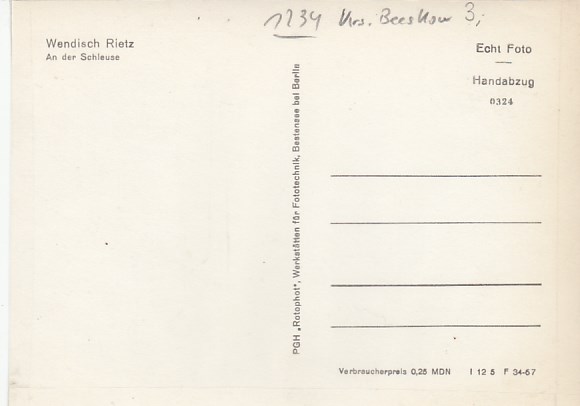 1234 Krs. Beeskow 3,-
Wendisch Rietz
An der Schleuse
Echt Foto
Handabzug
0324
PGH „Rotophot“, Werkstätten für Fototechnik, Bestensee bei Berlin
Verbraucherpreis 0,25 MDN I 12 5 F 34-67